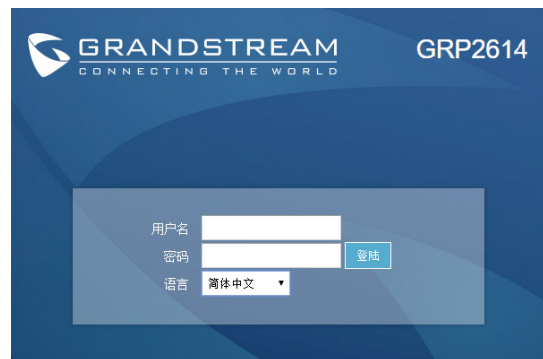 GRANDSTREAM
CONNECTING THE WORLD
GRP2614
用户名
密码
登陆
语言
简体中文